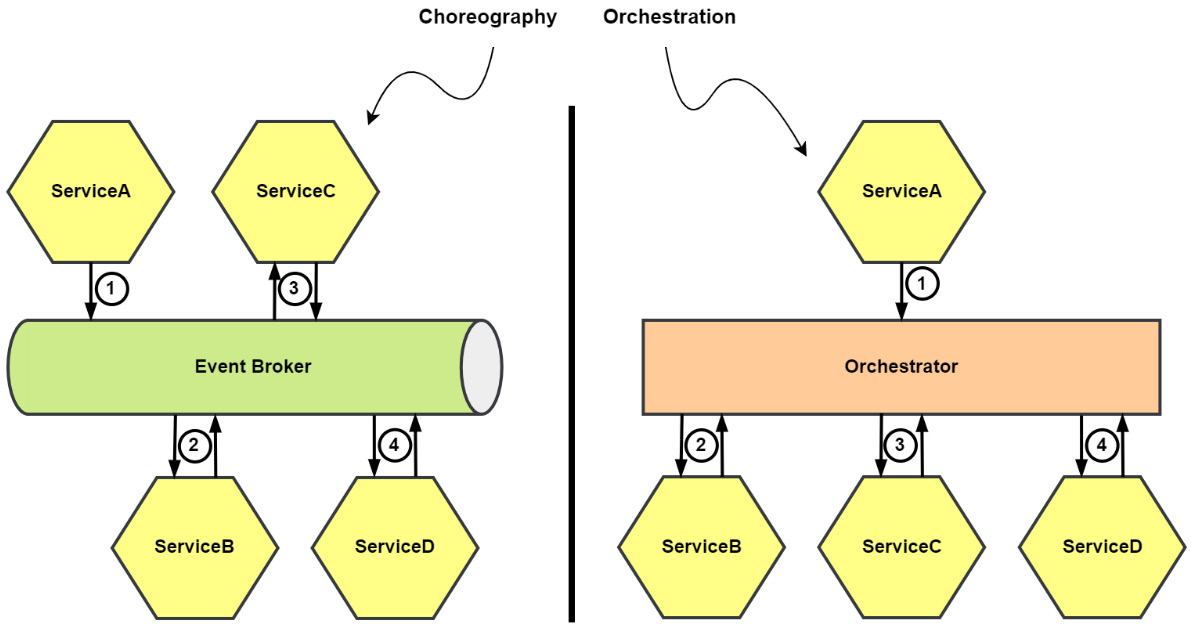 Choreography
Orchestration
ServiceA
ServiceC
1
3
Event Broker
2
4
ServiceB
ServiceD
ServiceA
1
Orchestrator
2
3
4
ServiceB
ServiceC
ServiceD